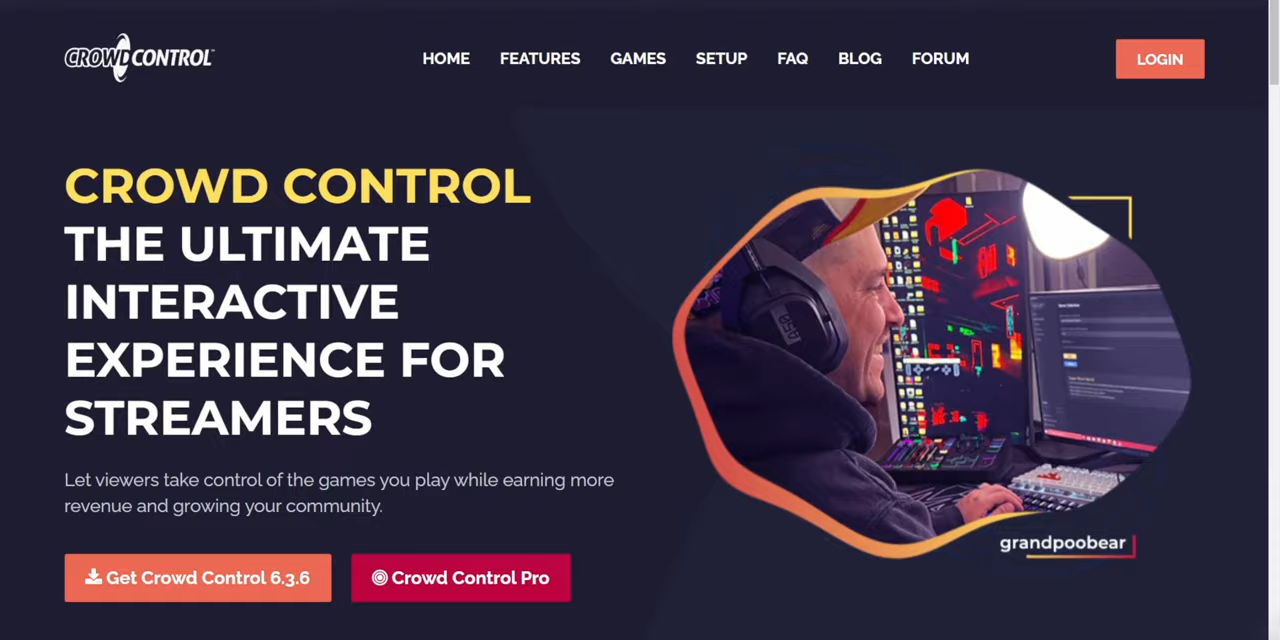 CROWD CONTROL™
HOME FEATURES GAMES SETUP FAQ BLOG FORUM
LOGIN
CROWD CONTROL
THE ULTIMATE
INTERACTIVE
EXPERIENCE FOR
STREAMERS
Let viewers take control of the games you play while earning more
revenue and growing your community.
Get Crowd Control 6.3.6 Crowd Control Pro
grandpoobear